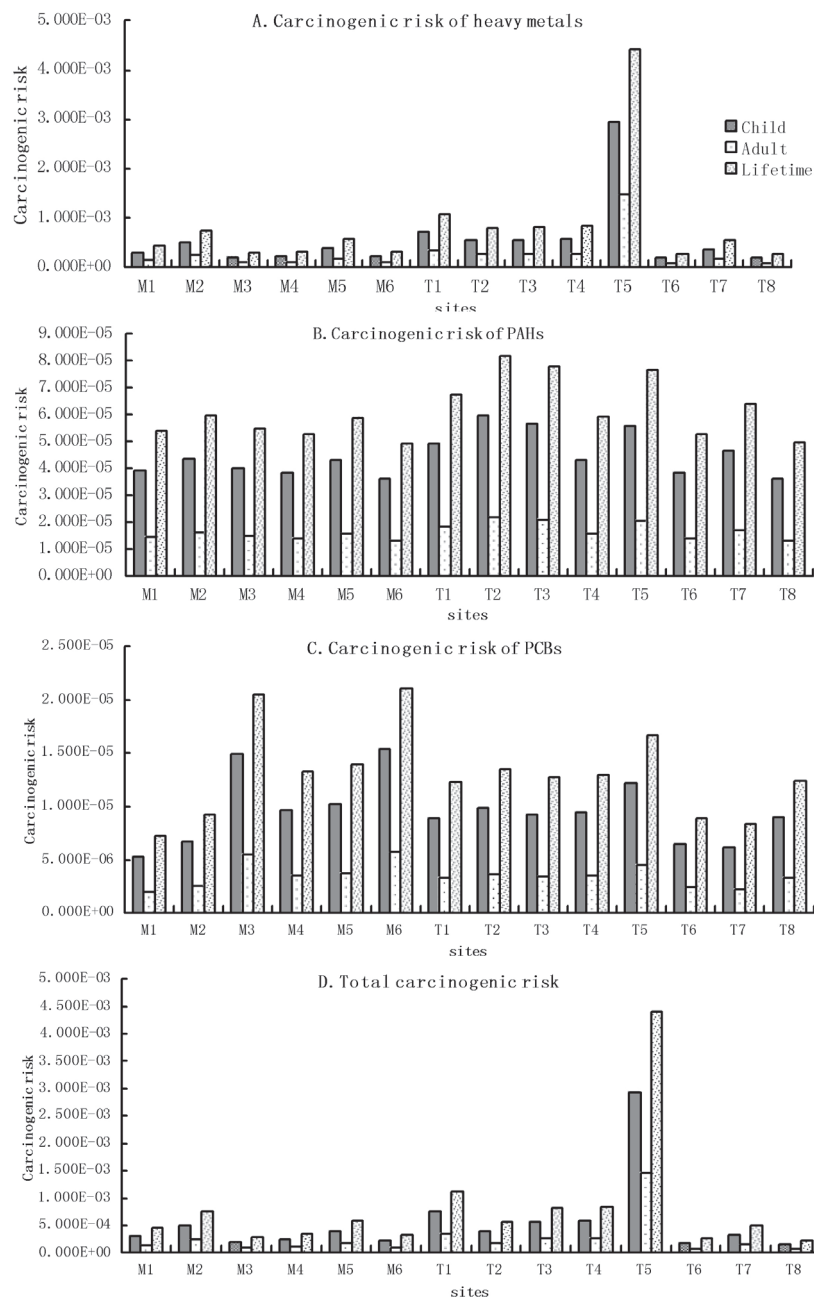 A. Carcinogenic risk of heavy metals
5.000E-03
4.000E-03
3.000E-03
2.000E-03
1.000E-03
0.000E+00
Carcinogenic risk
Child
Adult
Lifetime
M1 M2 M3 M4 M5 M6 T1 T2 T3 T4 T5 T6 T7 T8
sites
B. Carcinogenic risk of PAHs
9.000E-05
8.000E-05
7.000E-05
6.000E-05
5.000E-05
4.000E-05
3.000E-05
2.000E-05
1.000E-05
0.000E+00
Carcinogenic risk
M1 M2 M3 M4 M5 M6 T1 T2 T3 T4 T5 T6 T7 T8
sites
C. Carcinogenic risk of PCBs
2.500E-05
2.000E-05
1.500E-05
1.000E-05
5.000E-06
0.000E+00
Carcinogenic risk
M1 M2 M3 M4 M5 M6 T1 T2 T3 T4 T5 T6 T7 T8
sites
D. Total carcinogenic risk
5.000E-03
4.500E-03
4.000E-03
3.500E-03
3.000E-03
2.500E-03
2.000E-03
1.500E-03
1.000E-03
5.000E-04
0.000E+00
Carcinogenic risk
M1 M2 M3 M4 M5 M6 T1 T2 T3 T4 T5 T6 T7 T8
sites